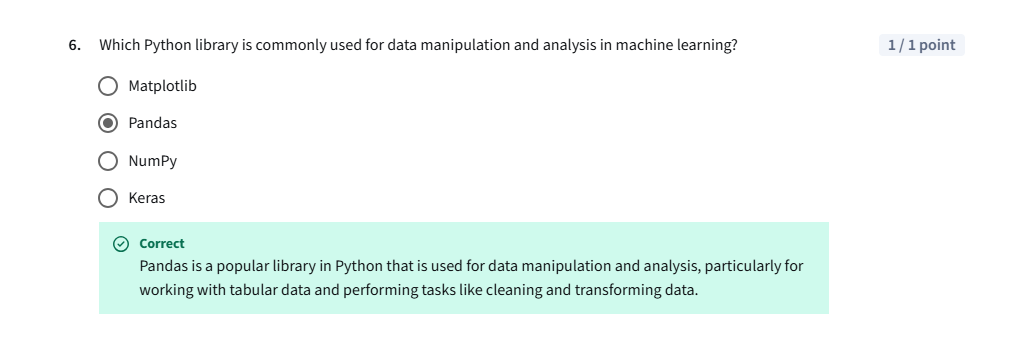 6. Which Python library is commonly used for data manipulation and analysis in machine learning?
1 / 1 point
Matplotlib
Pandas
NumPy
Keras
Correct
Pandas is a popular library in Python that is used for data manipulation and analysis, particularly for
working with tabular data and performing tasks like cleaning and transforming data.